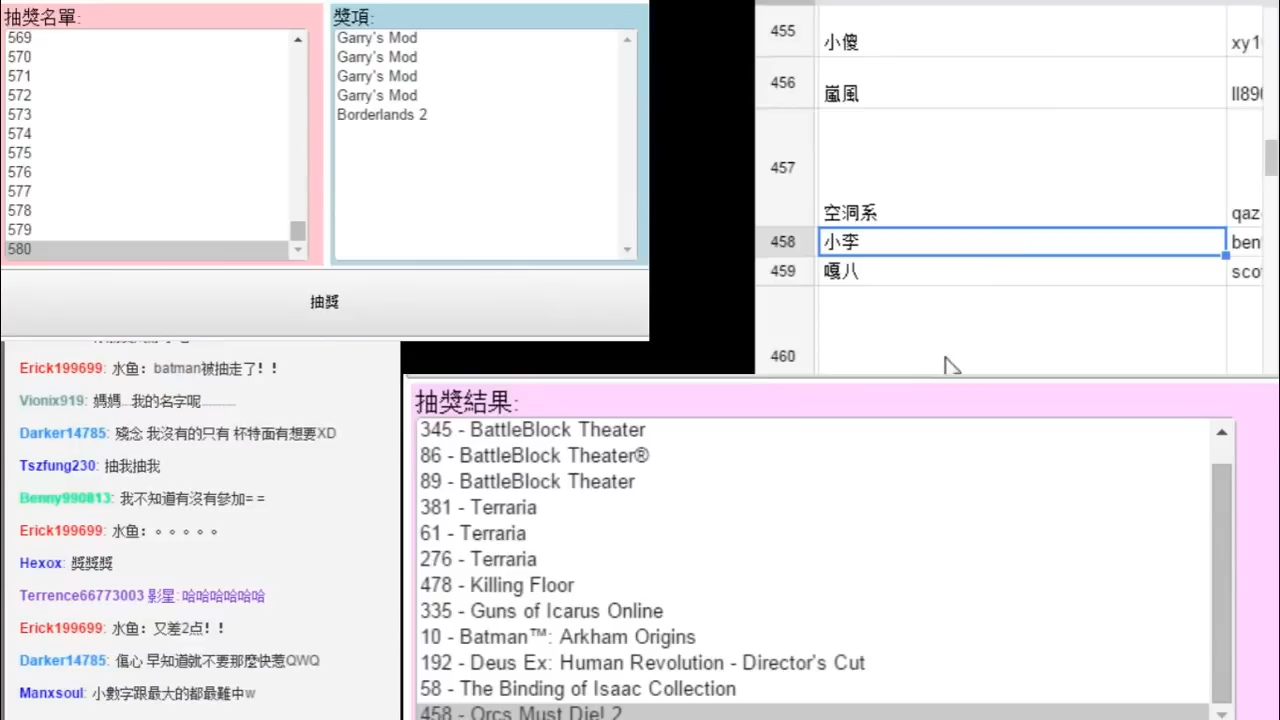 抽獎名單:
569
570
571
572
573
574
575
576
577
578
579
580
獎項:
Garry's Mod
Garry's Mod
Garry's Mod
Garry's Mod
Borderlands 2
抽獎
455 小傻 xy1
456 嵐風 ll890
457 空洞系 qaz
458 小李 ben
459 嘎八 sco
460
Erick199699: 水鱼：batman被抽走了！！
Vionix919: 媽媽...我的名字呢............
Darker14785: 殘念 我沒有的只有 杯特面有想要XD
Tszfung230: 抽我抽我
Benny990813: 我不知道有沒有參加= =
Erick199699: 水鱼：。。。。。
Hexox: 獎獎獎
Terrence66773003 影星: 哈哈哈哈哈哈
Erick199699: 水鱼：又差2点！！
Darker14785: 傷心 早知道就不要那麼快惹QWQ
Manxsoul: 小數字跟最大的都最難中w
抽獎結果:
345 - BattleBlock Theater
86 - BattleBlock Theater®
89 - BattleBlock Theater
381 - Terraria
61 - Terraria
276 - Terraria
478 - Killing Floor
335 - Guns of Icarus Online
10 - Batman™: Arkham Origins
192 - Deus Ex: Human Revolution - Director's Cut
58 - The Binding of Isaac Collection
458 - Orcs Must Die! 2